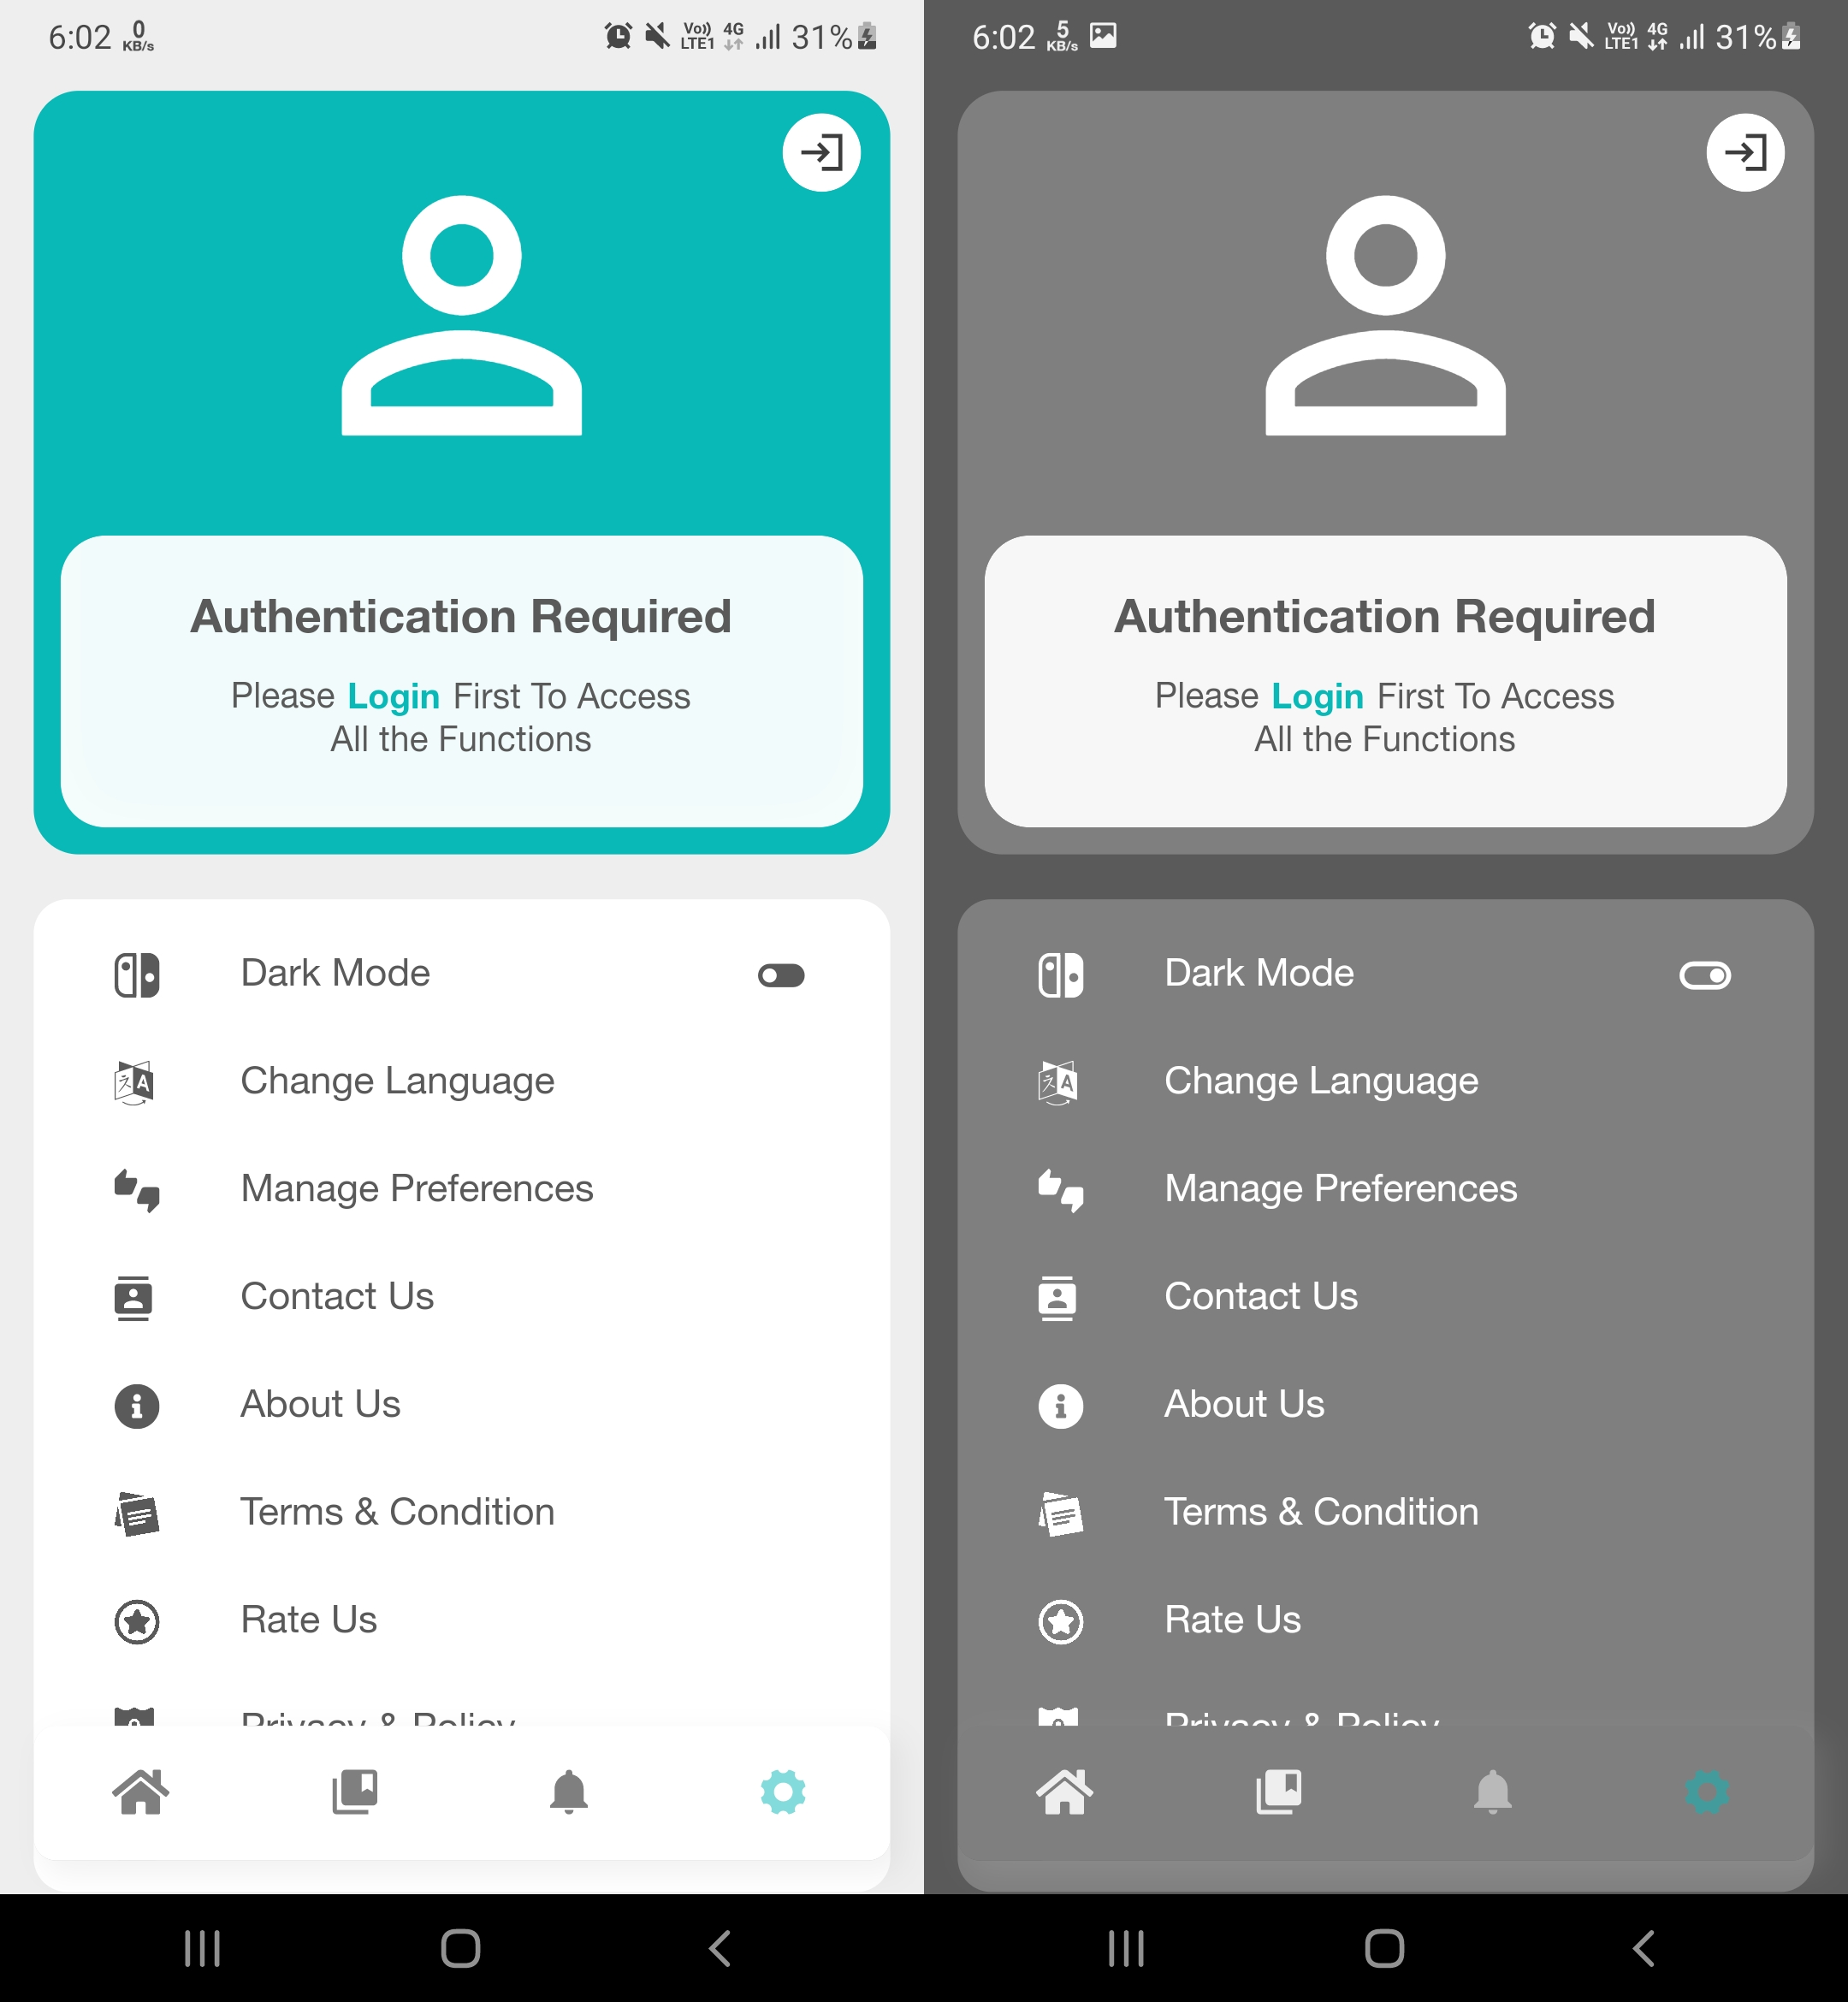 6:02 0 KB/s Vo)) LTE1 4G 31%
Authentication Required
Please Login First To Access
All the Functions
Dark Mode
Change Language
Manage Preferences
Contact Us
About Us
Terms & Condition
Rate Us
Privacy & Policy
6:02 5 KB/s Vo)) LTE1 4G 31%
Authentication Required
Please Login First To Access
All the Functions
Dark Mode
Change Language
Manage Preferences
Contact Us
About Us
Terms & Condition
Rate Us
Privacy & Policy